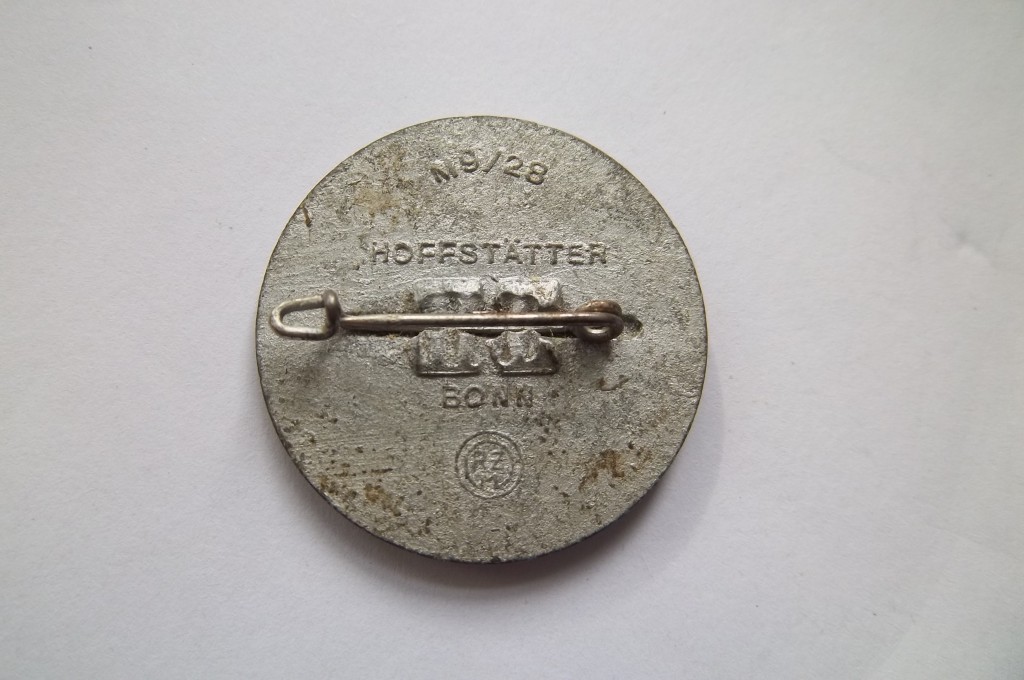 M9/28
HOFFSTÄTTER
BONN
RZM